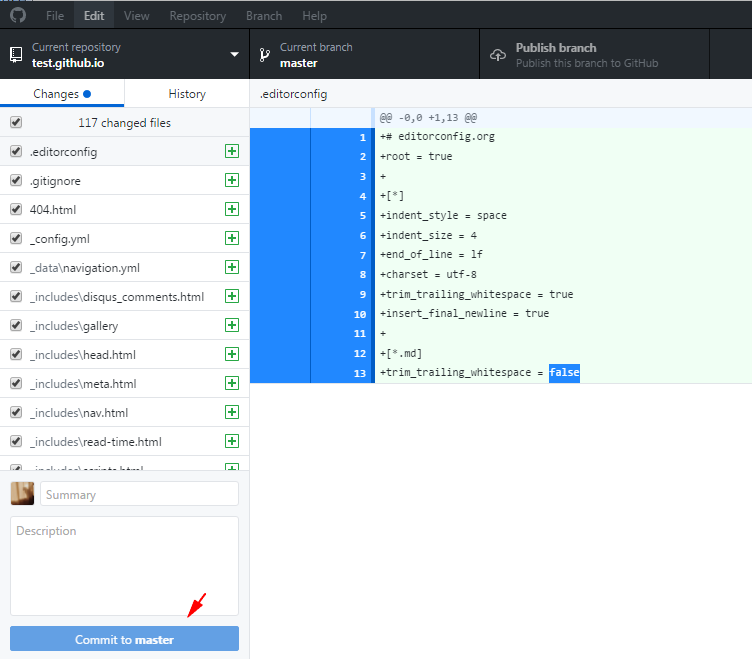 File Edit View Repository Branch Help
Current repository
test.github.io
Current branch
master
Publish branch
Publish this branch to GitHub
Changes
History
117 changed files
.editorconfig
.gitignore
404.html
_config.yml
_data\navigation.yml
_includes\disqus_comments.html
_includes\gallery
_includes\head.html
_includes\meta.html
_includes\nav.html
_includes\read-time.html
_includes\scripts.html
Summary
Description
Commit to master
.editorconfig
@@ -0,0 +1,13 @@
1 +# editorconfig.org
2 +root = true
3 +
4 +[*]
5 +indent_style = space
6 +indent_size = 4
7 +end_of_line = lf
8 +charset = utf-8
9 +trim_trailing_whitespace = true
10 +insert_final_newline = true
11 +
12 +[*.md]
13 +trim_trailing_whitespace = false